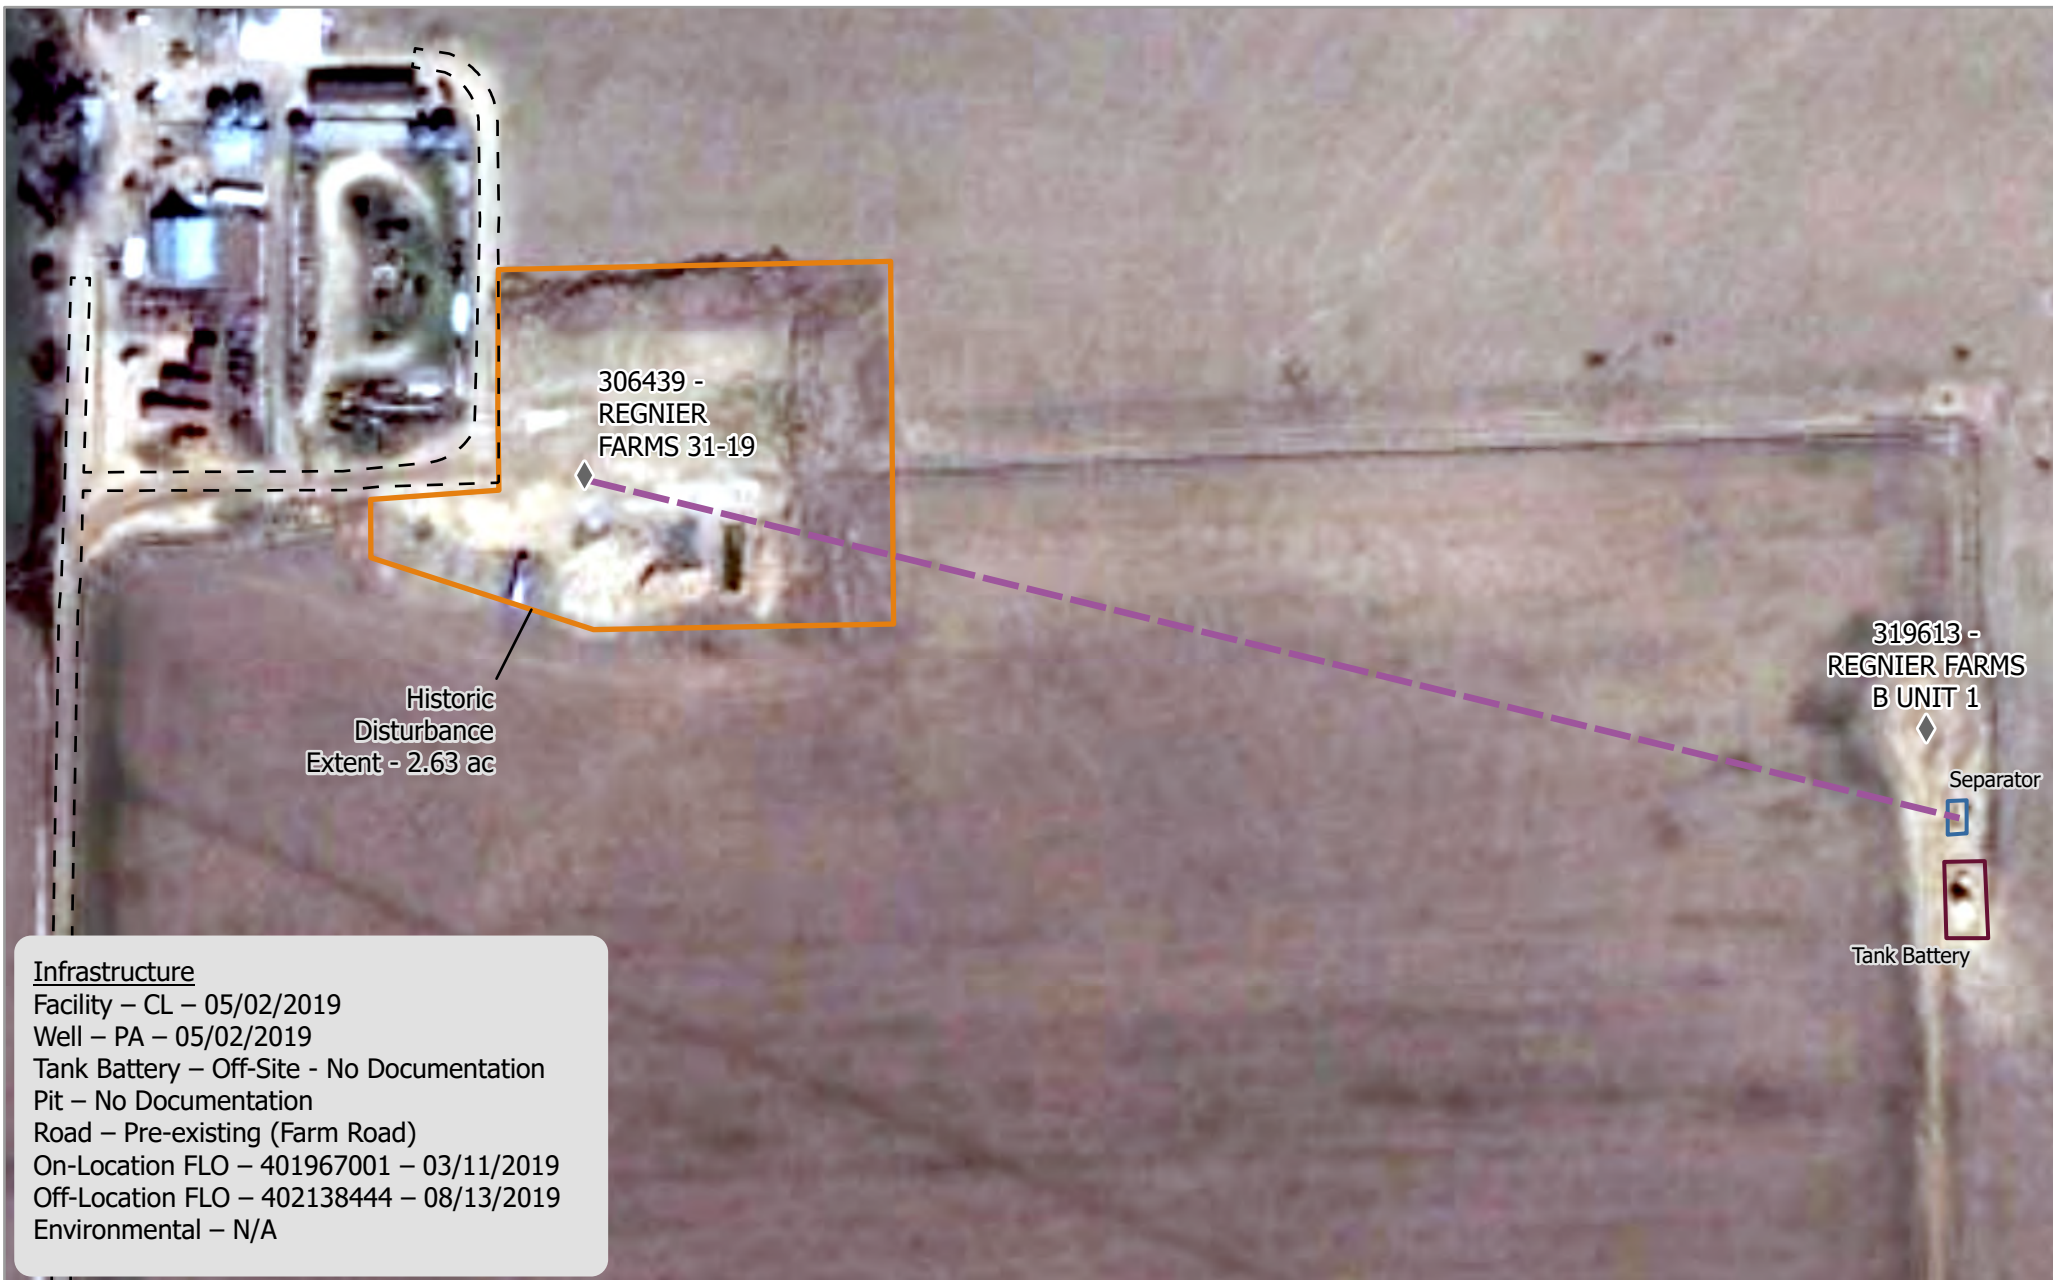 306439 -
REGNIER
FARMS 31-19
319613 -
REGNIER FARMS
B UNIT 1
Historic
Disturbance
Extent - 2.63 ac
Separator
Tank Battery
Infrastructure
Facility – CL – 05/02/2019
Well – PA – 05/02/2019
Tank Battery – Off-Site - No Documentation
Pit – No Documentation
Road – Pre-existing (Farm Road)
On-Location FLO – 401967001 – 03/11/2019
Off-Location FLO – 402138444 – 08/13/2019
Environmental – N/A